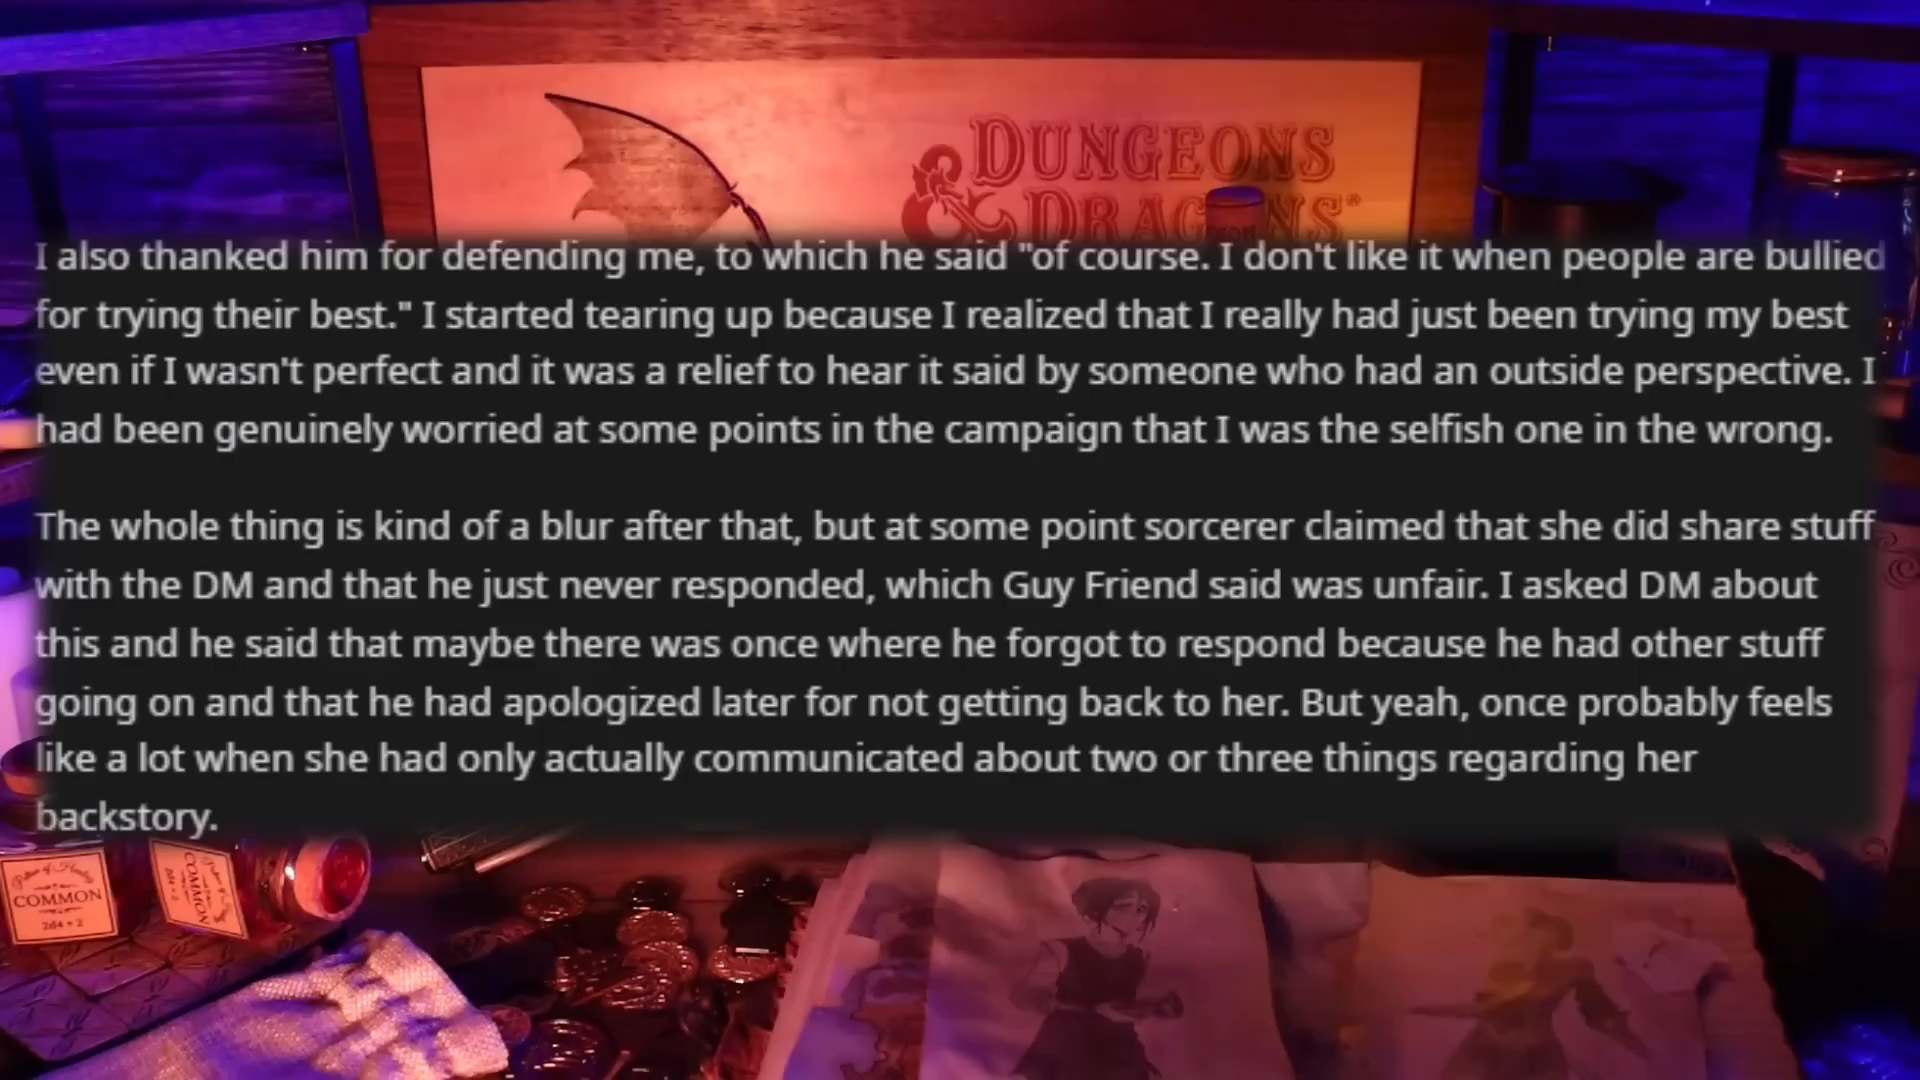 DUNGEONS
& DRAGONS®
I also thanked him for defending me, to which he said "of course. I don't like it when people are bullied
for trying their best." I started tearing up because I realized that I really had just been trying my best
even if I wasn't perfect and it was a relief to hear it said by someone who had an outside perspective. I
had been genuinely worried at some points in the campaign that I was the selfish one in the wrong.
The whole thing is kind of a blur after that, but at some point sorcerer claimed that she did share stuff
with the DM and that he just never responded, which Guy Friend said was unfair. I asked DM about
this and he said that maybe there was once where he forgot to respond because he had other stuff
going on and that he had apologized later for not getting back to her. But yeah, once probably feels
like a lot when she had only actually communicated about two or three things regarding her
backstory.
COMMON
2d4+2
COMMON
2d4+2